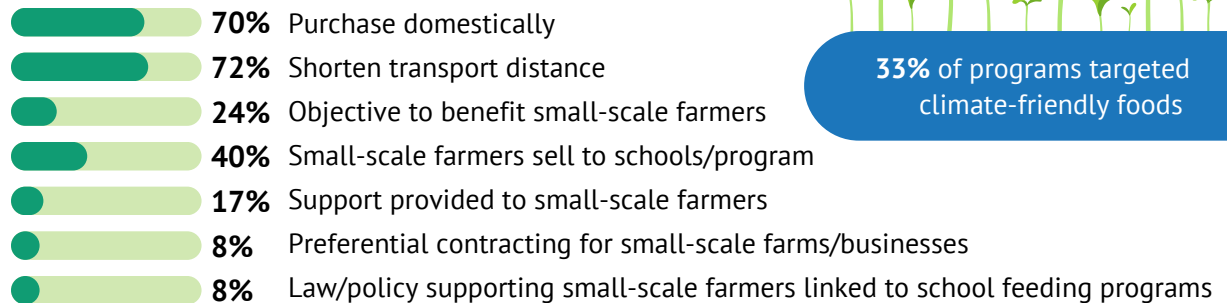 70% Purchase domestically
72% Shorten transport distance
24% Objective to benefit small-scale farmers
40% Small-scale farmers sell to schools/program
17% Support provided to small-scale farmers
8% Preferential contracting for small-scale farms/businesses
8% Law/policy supporting small-scale farmers linked to school feeding programs
33% of programs targeted
climate-friendly foods